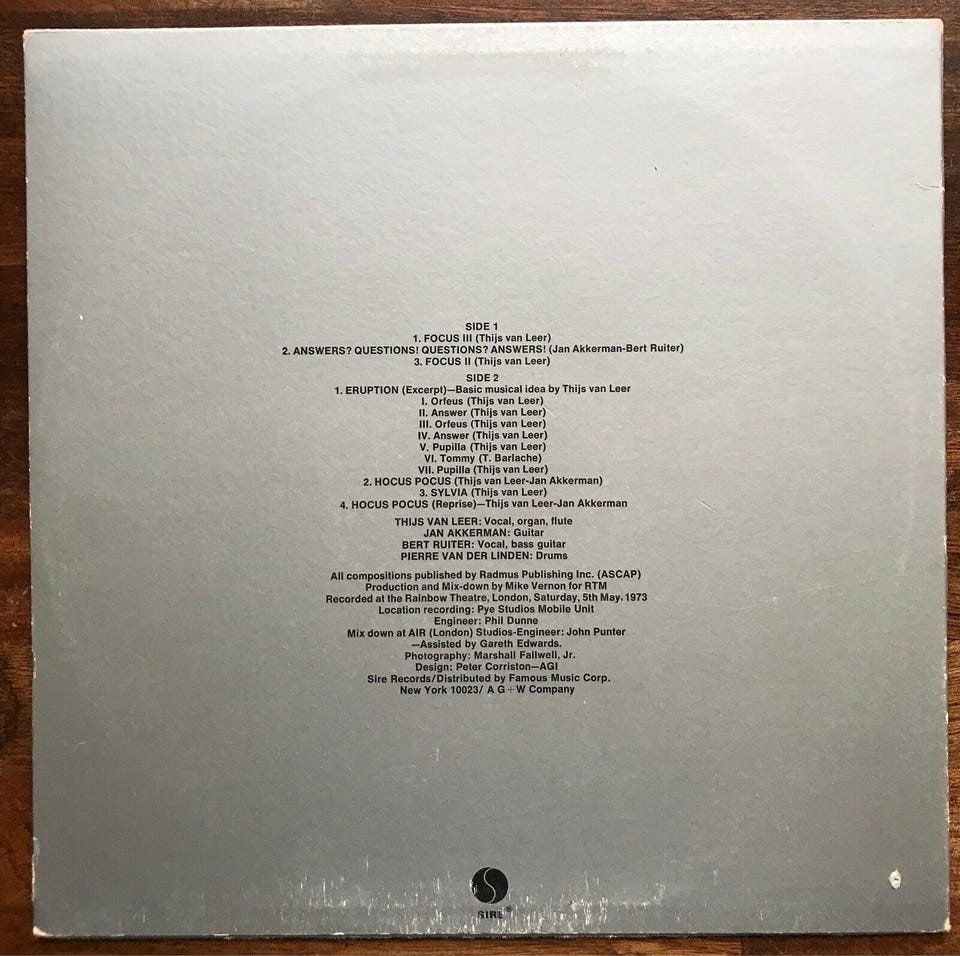 SIDE 1
1. FOCUS III (Thijs van Leer)
2. ANSWERS? QUESTIONS! QUESTIONS? ANSWERS! (Jan Akkerman-Bert Ruiter)
3. FOCUS II (Thijs van Leer)
SIDE 2
1. ERUPTION (Excerpt)—Basic musical idea by Thijs van Leer
I. Orfeus (Thijs van Leer)
II. Answer (Thijs van Leer)
III. Orfeus (Thijs van Leer)
IV. Answer (Thijs van Leer)
V. Pupilla (Thijs van Leer)
VI. Tommy (T. Barlache)
VII. Pupilla (Thijs van Leer)
2. HOCUS POCUS (Thijs van Leer-Jan Akkerman)
3. SYLVIA (Thijs van Leer)
4. HOCUS POCUS (Reprise)—Thijs van Leer-Jan Akkerman
THIJS VAN LEER: Vocal, organ, flute
JAN AKKERMAN: Guitar
BERT RUITER: Vocal, bass guitar
PIERRE VAN DER LINDEN: Drums
All compositions published by Radmus Publishing Inc. (ASCAP)
Production and Mix-down by Mike Vernon for RTM
Recorded at the Rainbow Theatre, London, Saturday, 5th May, 1973
Location recording: Pye Studios Mobile Unit
Engineer: Phil Dunne
Mix down at AIR (London) Studios-Engineer: John Punter
—Assisted by Gareth Edwards.
Photography: Marshall Fallwell, Jr.
Design: Peter Corriston—AGI
Sire Records/Distributed by Famous Music Corp.
New York 10023/ A G+W Company
SIRE®